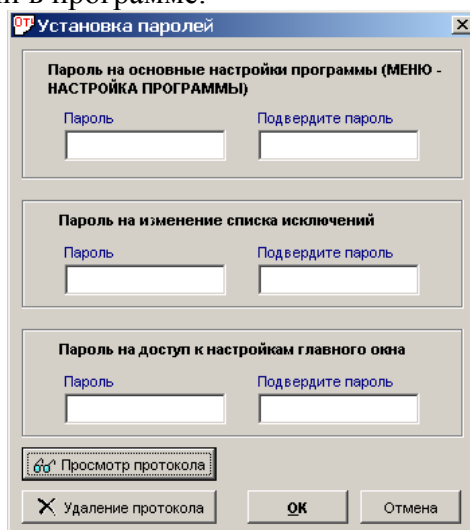 в программе.
Установка паролей
Пароль на основные настройки программы (МЕНЮ -
НАСТРОЙКА ПРОГРАММЫ)
Пароль Подвердите пароль
Пароль на изменение списка исключений
Пароль Подвердите пароль
Пароль на доступ к настройкам главного окна
Пароль Подвердите пароль
Просмотр протокола
Удаление протокола ОК Отмена